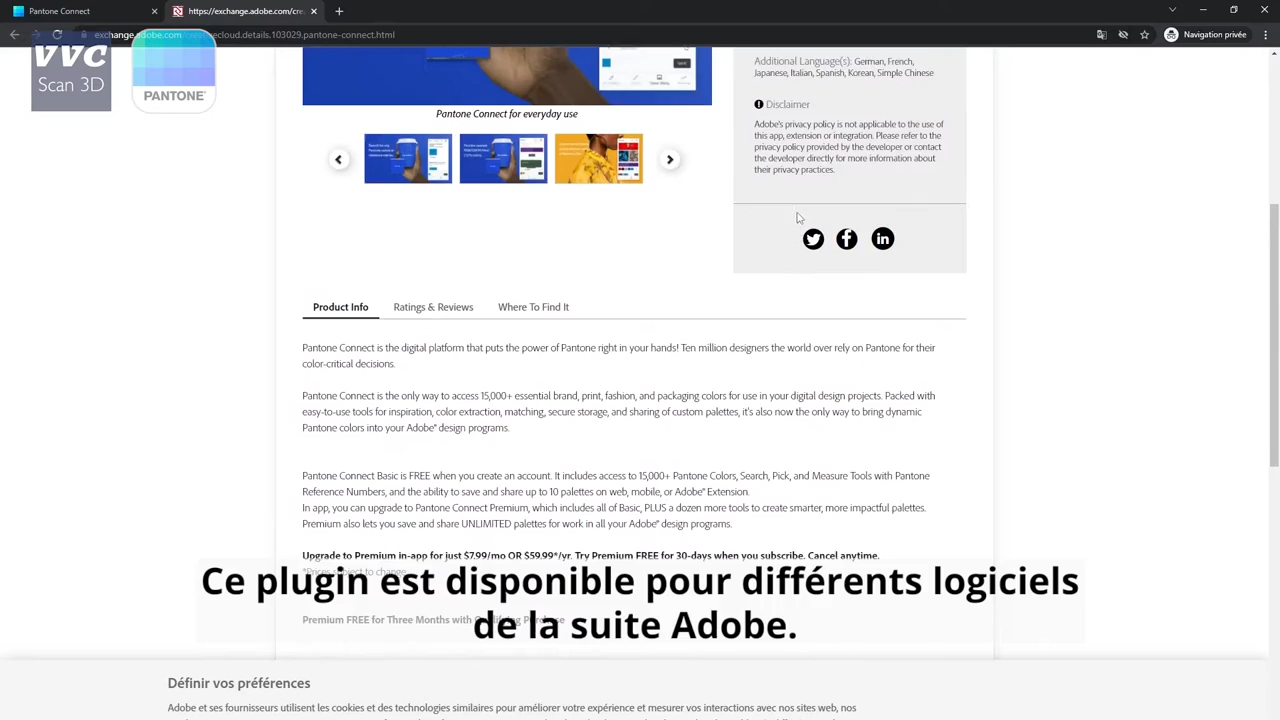 Pantone Connect
https://exchange.adobe.com/cre
Navigation privée
exchange.adobe.com/creativecloud.details.103029.pantone-connect.html
VVC
Scan 3D
PANTONE
Additional Language(s): German, French,
Japanese, Italian, Spanish, Korean, Simple Chinese
Disclaimer
Adobe's privacy policy is not applicable to the use of
this app, extension or integration. Please refer to the
privacy policy provided by the developer or contact
the developer directly for more information about
their privacy practices.
Pantone Connect for everyday use
Product Info
Ratings & Reviews
Where To Find It
Pantone Connect is the digital platform that puts the power of Pantone right in your hands! Ten million designers the world over rely on Pantone for their
color-critical decisions.
Pantone Connect is the only way to access 15,000+ essential brand, print, fashion, and packaging colors for use in your digital design projects. Packed with
easy-to-use tools for inspiration, color extraction, matching, secure storage, and sharing of custom palettes, it's also now the only way to bring dynamic
Pantone colors into your Adobe® design programs.
Pantone Connect Basic is FREE when you create an account. It includes access to 15,000+ Pantone Colors, Search, Pick, and Measure Tools with Pantone
Reference Numbers, and the ability to save and share up to 10 palettes on web, mobile, or Adobe® Extension.
In app, you can upgrade to Pantone Connect Premium, which includes all of Basic, PLUS a dozen more tools to create smarter, more impactful palettes.
Premium also lets you save and share UNLIMITED palettes for work in all your Adobe® design programs.
Upgrade to Premium in-app for just $7.99/mo OR $59.99*/yr. Try Premium FREE for 30-days when you subscribe. Cancel anytime.
*Prices subject to change
Premium FREE for Three Months with Qualifying Purchase
Ce plugin est disponible pour différents logiciels
de la suite Adobe.
Définir vos préférences
Adobe et ses fournisseurs utilisent les cookies et des technologies similaires pour améliorer votre expérience et mesurer vos interactions avec nos sites web, nos